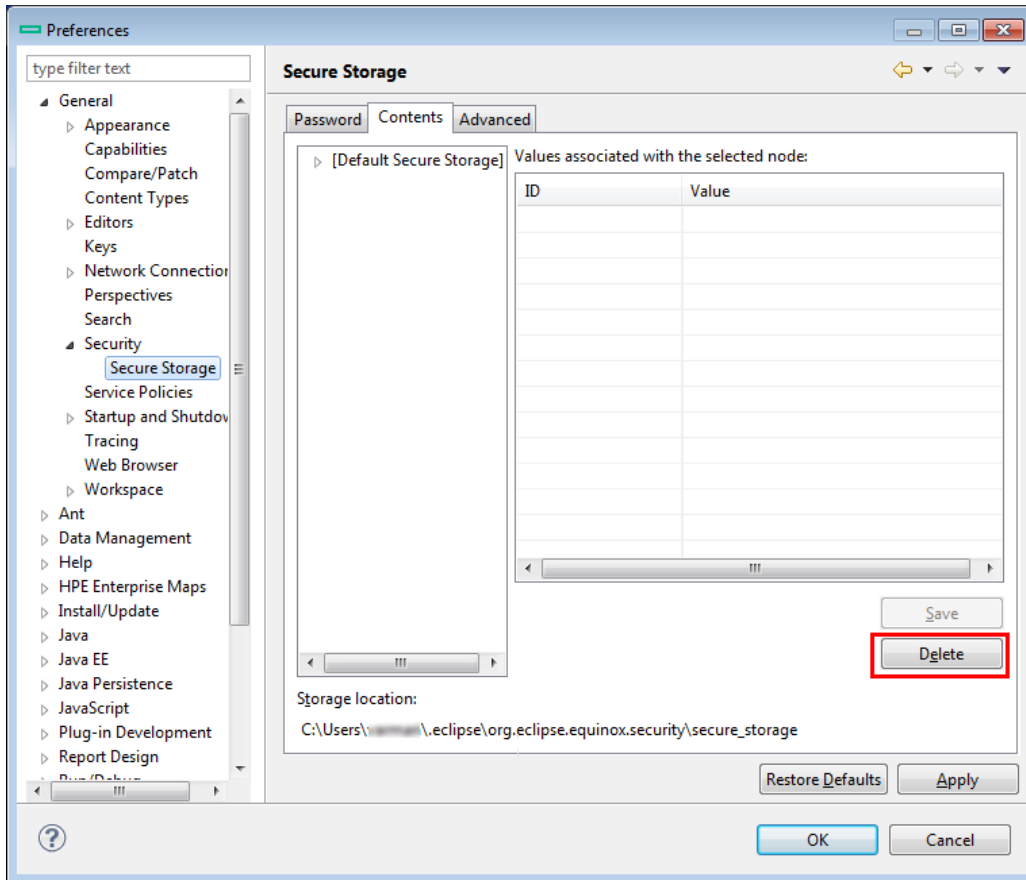 Preferences
type filter text
General
Appearance
Capabilities
Compare/Patch
Content Types
Editors
Keys
Network Connection
Perspectives
Search
Security
Secure Storage
Service Policies
Startup and Shutdow
Tracing
Web Browser
Workspace
Ant
Data Management
Help
HPE Enterprise Maps
Install/Update
Java
Java EE
Java Persistence
JavaScript
Plug-in Development
Report Design
Run/Debug
Secure Storage
Password Contents Advanced
[Default Secure Storage]
Values associated with the selected node:
ID Value
Save
Delete
Storage location:
C:\Users\ \.eclipse\org.eclipse.equinox.security\secure_storage
Restore Defaults Apply
OK Cancel